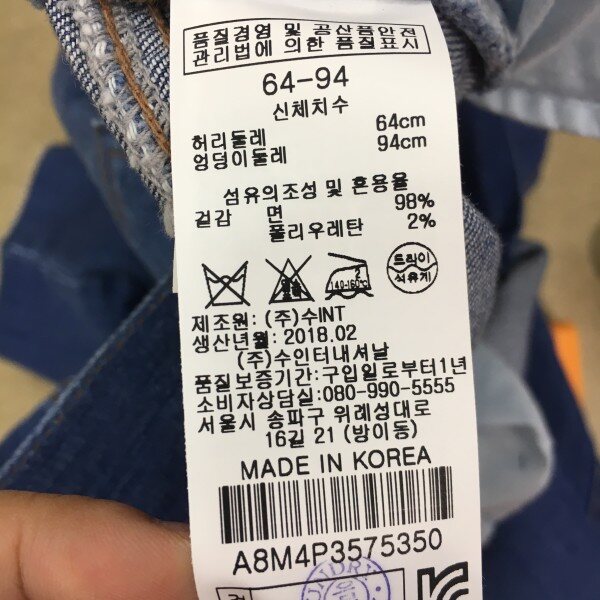 품질경영 및 공산품안전
관리법에 의한 품질표시
64-94
신체치수
허리둘레 64cm
엉덩이둘레 94cm
섬유의조성 및 혼용율
겉감 면 98%
폴리우레탄 2%
2
140-160℃
드라이
석유계
제조원: (주)수INT
생산년월: 2018.02
(주)수인터내셔날
품질보증기간:구입일로부터1년
소비자상담실:080-990-5555
서울시 송파구 위례성대로
16길 21 (방이동)
MADE IN KOREA
A8M4P3575350